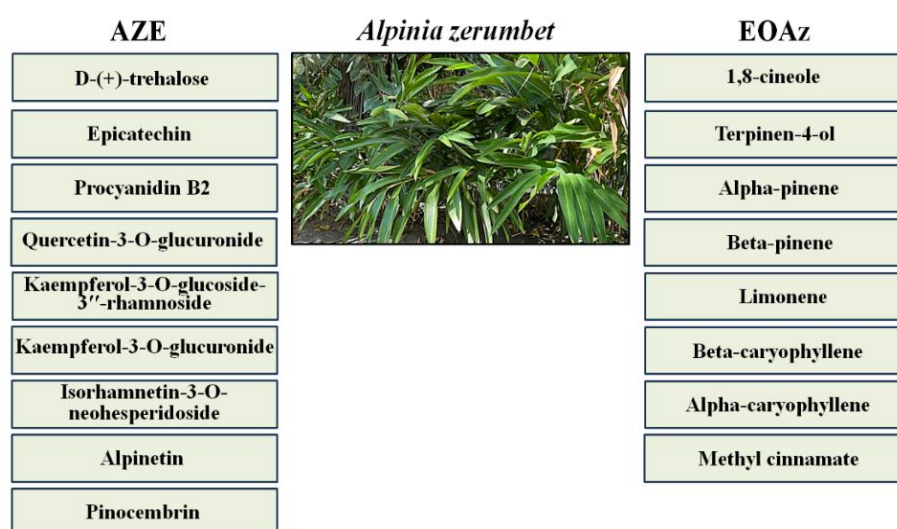 AZE
Alpinia zerumbet
EOAz
D-(+)-trehalose
Epicatechin
Procyanidin B2
Quercetin-3-O-glucuronide
Kaempferol-3-O-glucoside-
3′′-rhamnoside
Kaempferol-3-O-glucuronide
Isorhamnetin-3-O-
neohesperidoside
Alpinetin
Pinocembrin
1,8-cineole
Terpinen-4-ol
Alpha-pinene
Beta-pinene
Limonene
Beta-caryophyllene
Alpha-caryophyllene
Methyl cinnamate